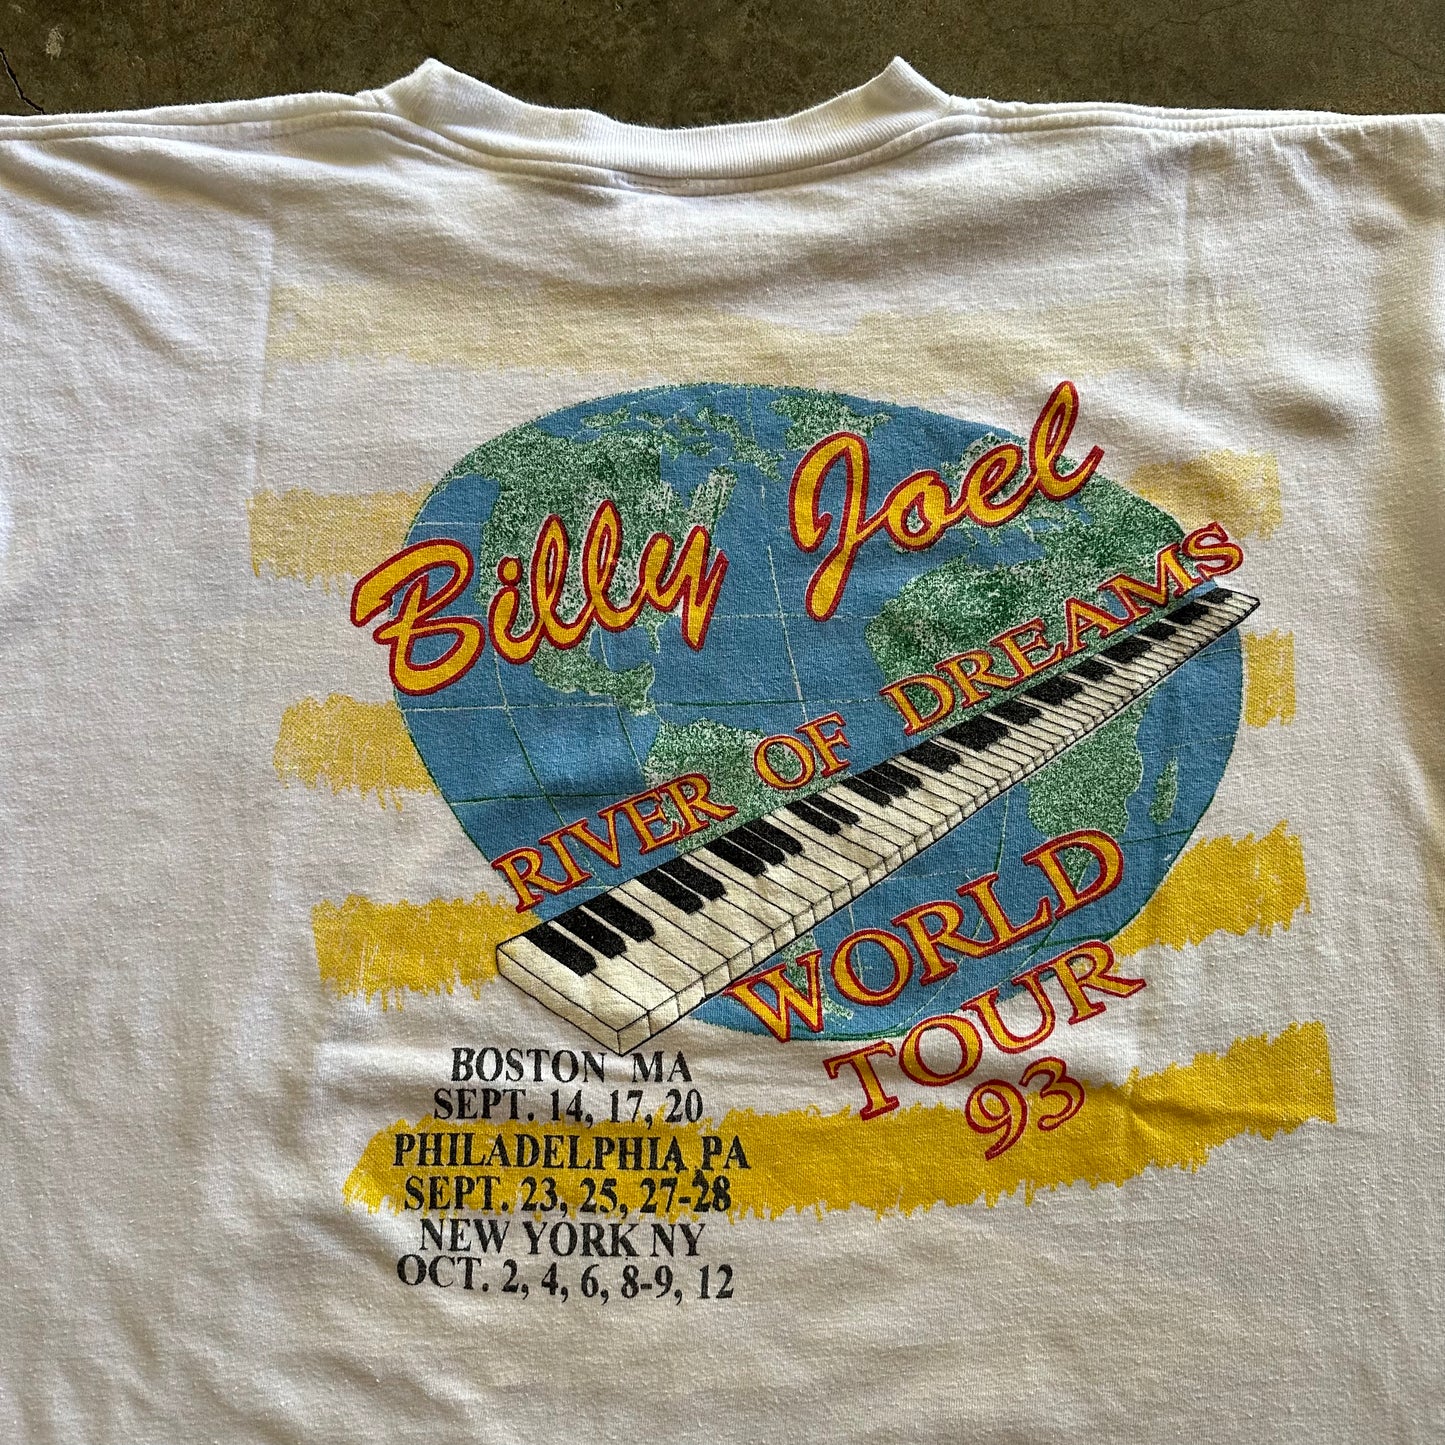 Billy Joel
RIVER OF DREAMS
WORLD
TOUR
93
BOSTON MA
SEPT. 14, 17, 20
PHILADELPHIA, PA
SEPT. 23, 25, 27-28
NEW YORK NY
OCT. 2, 4, 6, 8-9, 12